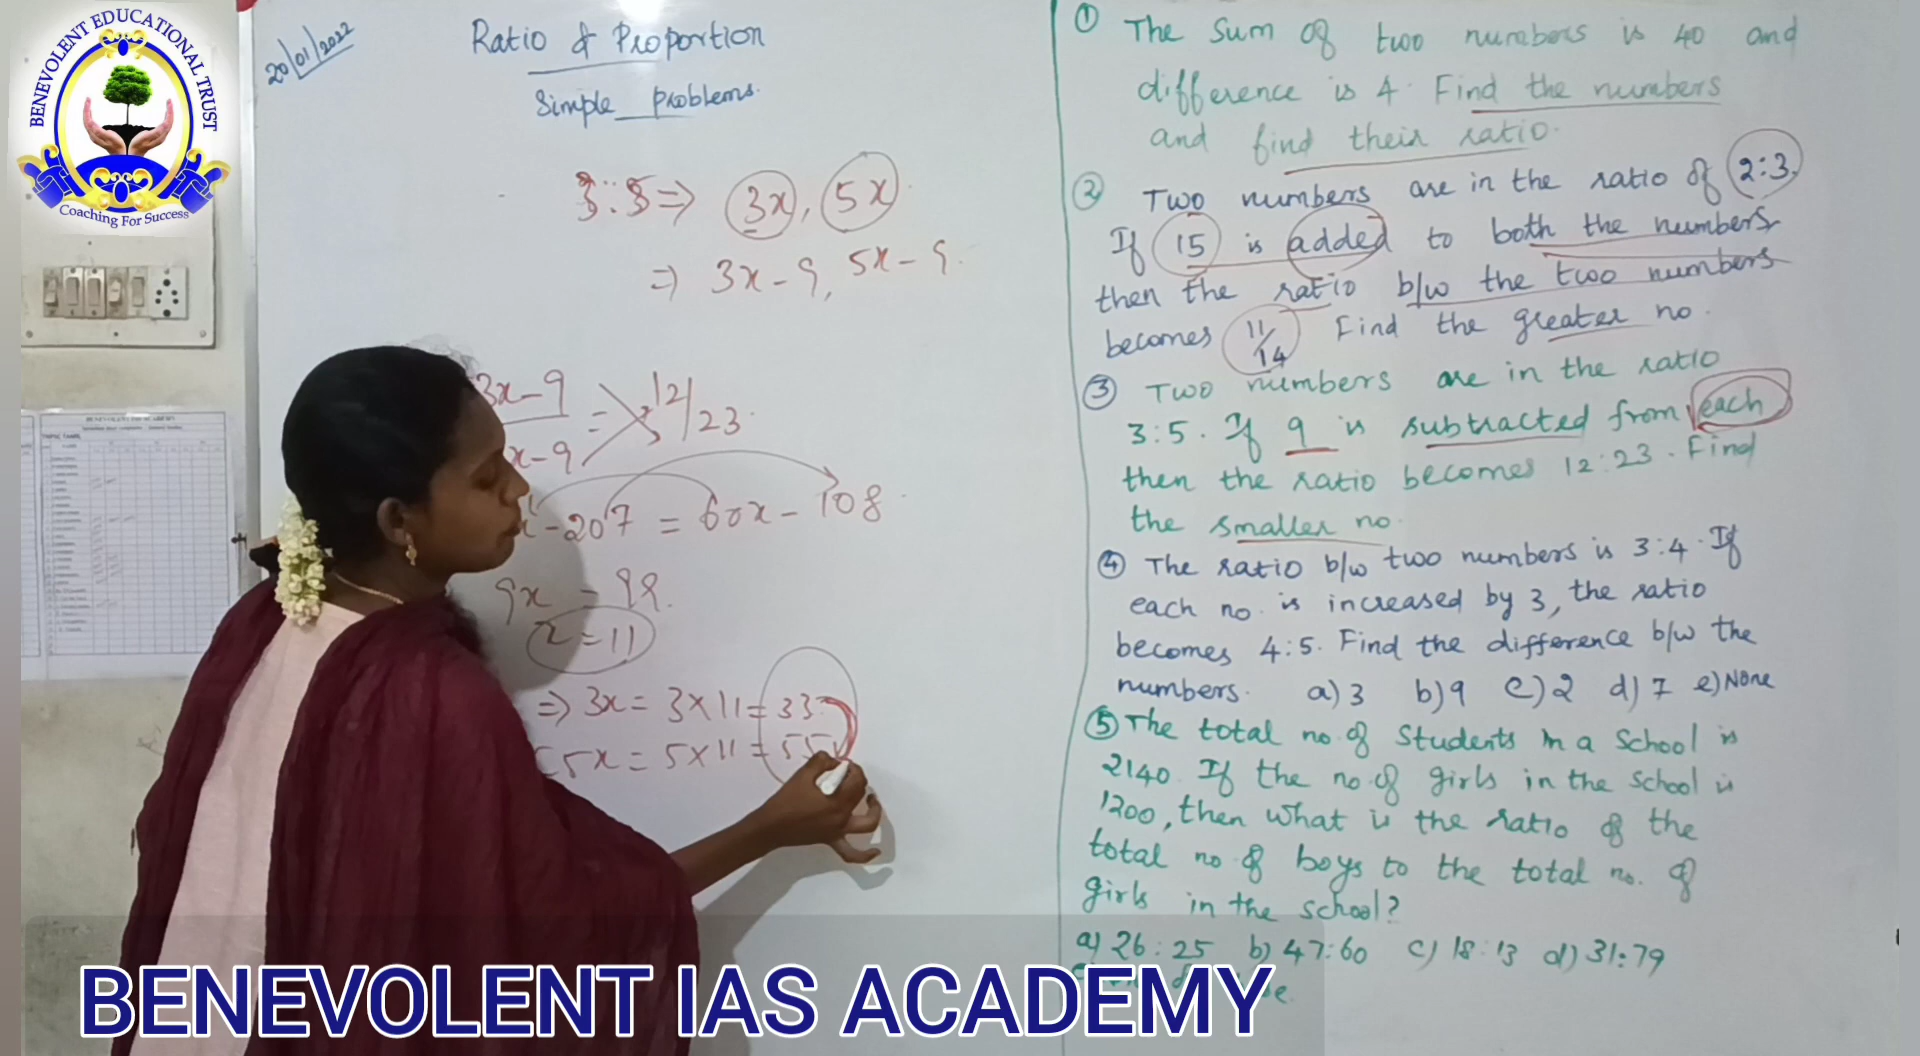 BENEVOLENT EDUCATIONAL TRUST
Coaching For Success
20/01/2022
Ratio & Proportion
Simple Problems.
3:5 ⇒ 3x, 5x.
⇒ 3x - 9, 5x - 9.
3x-9
x-9
= 12/23.
x - 207 = 60x - 108.
9x = 99.
x = 11
⇒ 3x = 3 x 11 = 33
5x = 5 x 11 = 55
① The Sum of two numbers is 40 and
difference is 4. Find the numbers
and find their ratio.
② Two numbers are in the ratio of 2:3.
If 15 is added to both the numbers
then the ratio b/w the two numbers
becomes 11/14 Find the greater no.
③ Two numbers are in the ratio
3:5. If 9 is subtracted from each
then the ratio becomes 12:23. Find
the smaller no.
④ The ratio b/w two numbers is 3:4. If
each no. is increased by 3, the ratio
becomes 4:5. Find the difference b/w the
numbers. a) 3 b) 9 c) 2 d) 7 e) None
⑤ The total no. of Students in a School is
2140. If the no. of girls in the school is
1200, then what is the ratio of the
total no. of boys to the total no. of
girls in the school?
a) 26:25 b) 47:60 c) 18:13 d) 31:79
BENEVOLENT IAS ACADEMY